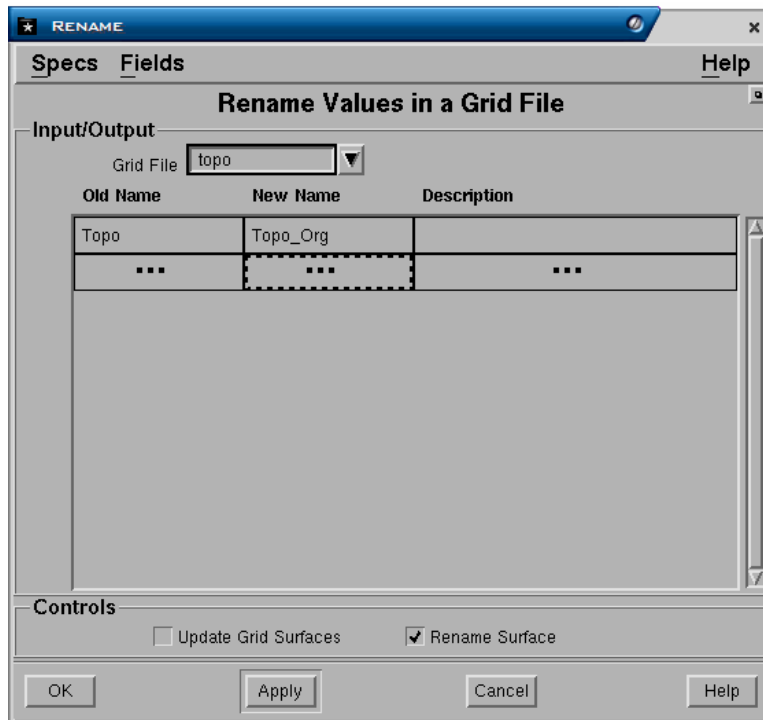 RENAME
Specs Fields Help
Rename Values in a Grid File
Input/Output
Grid File topo
Old Name New Name Description
Topo Topo_Org
... ... ...
Controls
Update Grid Surfaces Rename Surface
OK Apply Cancel Help